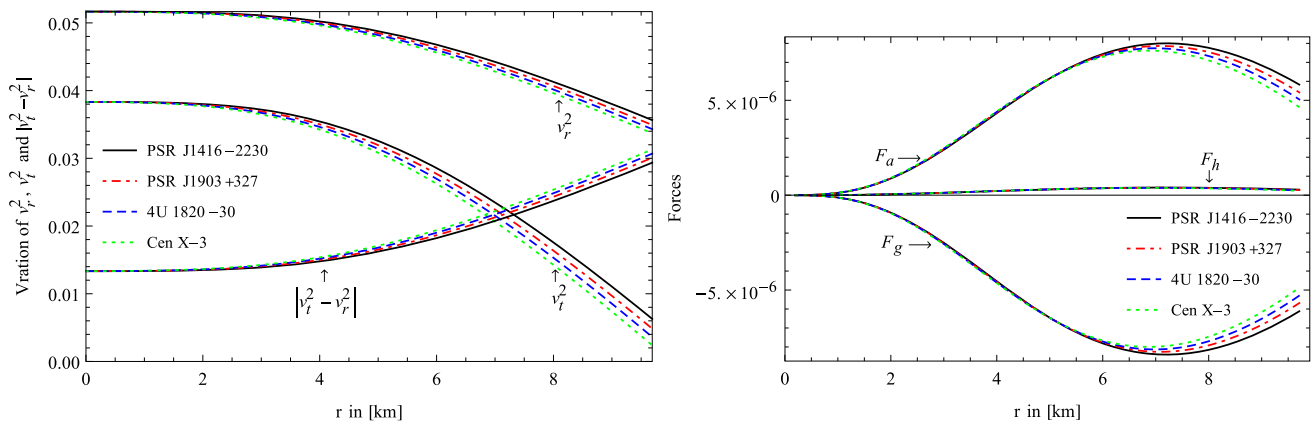 Vration of v_r^2, v_t^2 and |v_t^2−v_r^2|
0.05
0.04
0.03
0.02
0.01
0.00
↑
v_r^2
PSR J1416−2230
PSR J1903+327
4U 1820−30
Cen X−3
↑
|v_t^2 − v_r^2|
↑
v_t^2
0 2 4 6 8
r in [km]
Forces
5.×10^−6
0
−5.×10^−6
F_a →
F_h
↓
F_g →
PSR J1416−2230
PSR J1903+327
4U 1820−30
Cen X−3
0 2 4 6 8
r in [km]